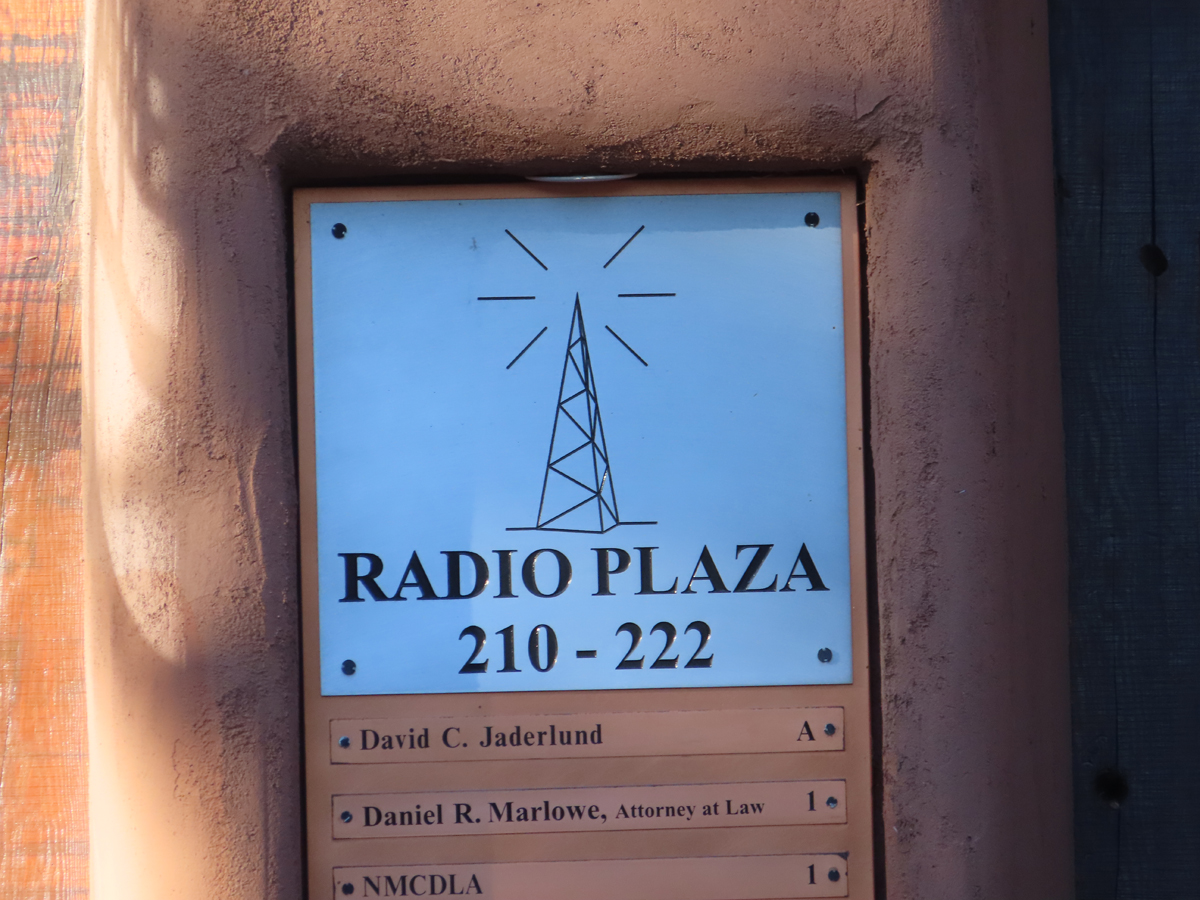 RADIO PLAZA
210 - 222
David C. Jaderlund A
Daniel R. Marlowe, Attorney at Law 1
NMCDLA 1